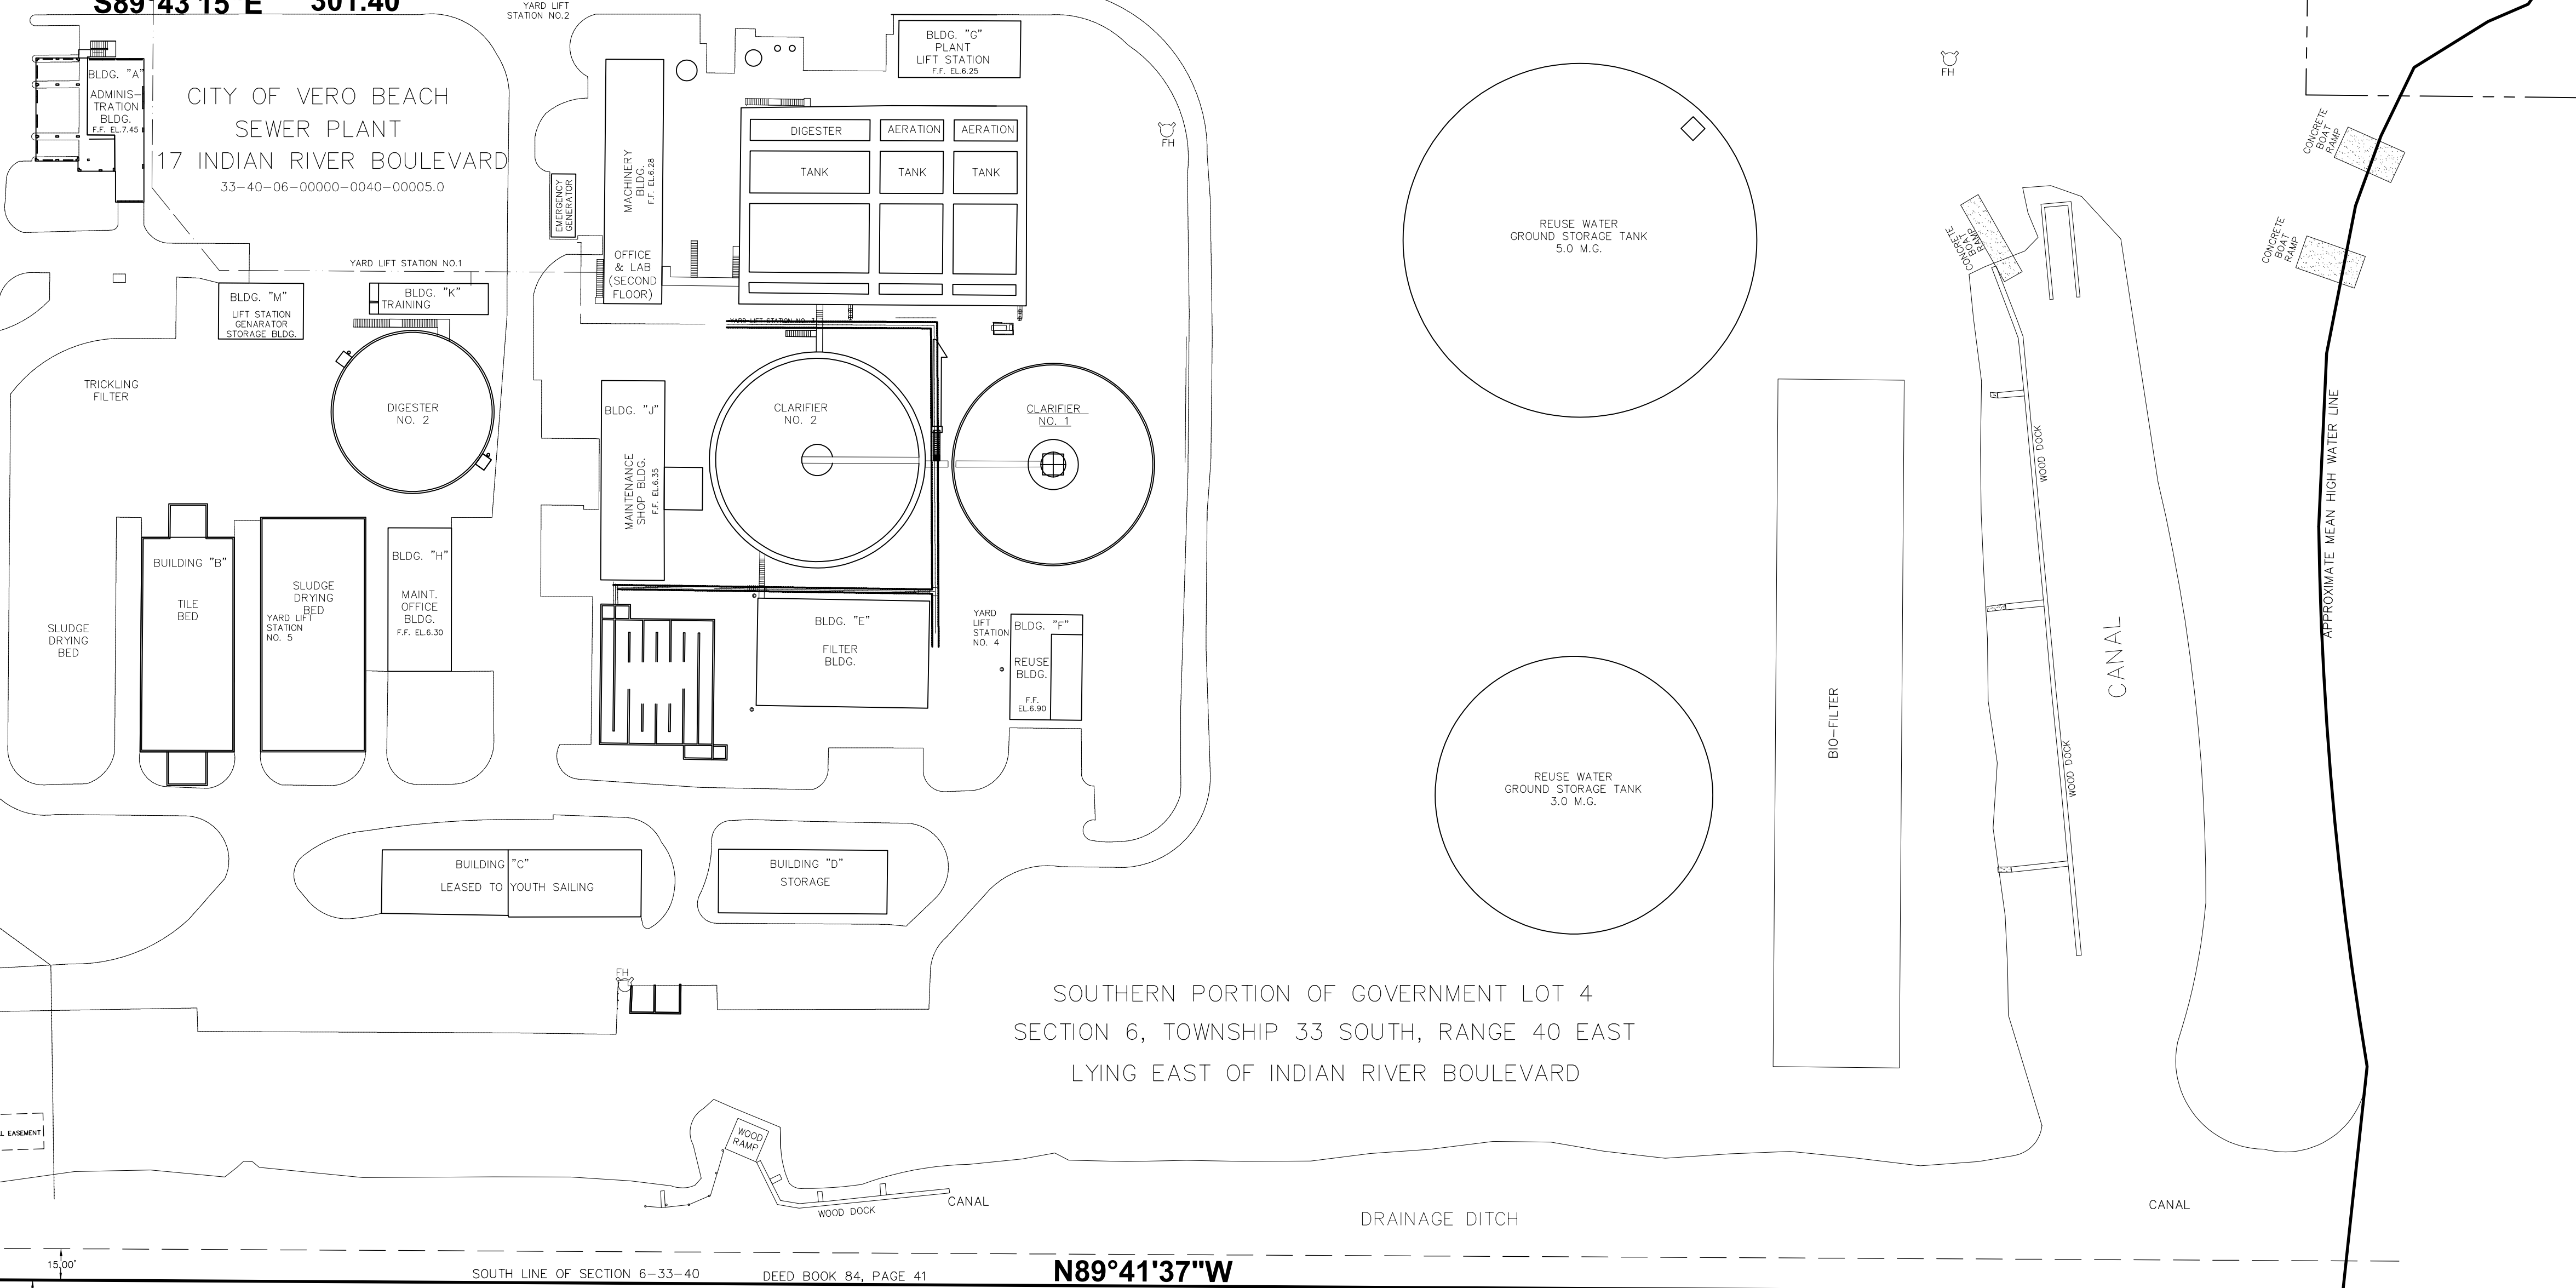 S89°43'15"E 301.40'
YARD LIFT
STATION NO.2
BLDG. "A"
ADMINIS-
TRATION
BLDG.
F.F. EL.7.45
CITY OF VERO BEACH
SEWER PLANT
17 INDIAN RIVER BOULEVARD
33-40-06-00000-0040-00005.0
BLDG. "G"
PLANT
LIFT STATION
F.F. EL.6.25
FH
FH
EMERGENCY
GENERATOR
MACHINERY
BLDG.
F.F. EL.6.28
OFFICE
& LAB
(SECOND
FLOOR)
DIGESTER
AERATION
AERATION
TANK
TANK
TANK
REUSE WATER
GROUND STORAGE TANK
5.0 M.G.
CONCRETE
BOAT
RAMP
CONCRETE
BOAT
RAMP
CONCRETE
BOAT
RAMP
YARD LIFT STATION NO.1
BLDG. "M"
LIFT STATION
GENARATOR
STORAGE BLDG.
BLDG. "K"
TRAINING
YARD LIFT STATION NO. 3
TRICKLING
FILTER
DIGESTER
NO. 2
BLDG. "J"
MAINTENANCE
SHOP BLDG.
F.F. EL.6.35
CLARIFIER
NO. 2
CLARIFIER
NO. 1
WOOD DOCK
APPROXIMATE MEAN HIGH WATER LINE
BUILDING "B"
TILE
BED
SLUDGE
DRYING
BED
YARD LIFT
STATION
NO. 5
BLDG. "H"
MAINT.
OFFICE
BLDG.
F.F. EL.6.30
SLUDGE
DRYING
BED
BLDG. "E"
FILTER
BLDG.
YARD
LIFT
STATION
NO. 4
BLDG. "F"
REUSE
BLDG.
F.F.
EL.6.90
CANAL
BIO-FILTER
WOOD DOCK
REUSE WATER
GROUND STORAGE TANK
3.0 M.G.
BUILDING "C"
LEASED TO YOUTH SAILING
BUILDING "D"
STORAGE
FH
SOUTHERN PORTION OF GOVERNMENT LOT 4
SECTION 6, TOWNSHIP 33 SOUTH, RANGE 40 EAST
LYING EAST OF INDIAN RIVER BOULEVARD
L EASEMENT
WOOD
RAMP
WOOD DOCK
CANAL
DRAINAGE DITCH
CANAL
15.00'
SOUTH LINE OF SECTION 6-33-40
DEED BOOK 84, PAGE 41
N89°41'37"W